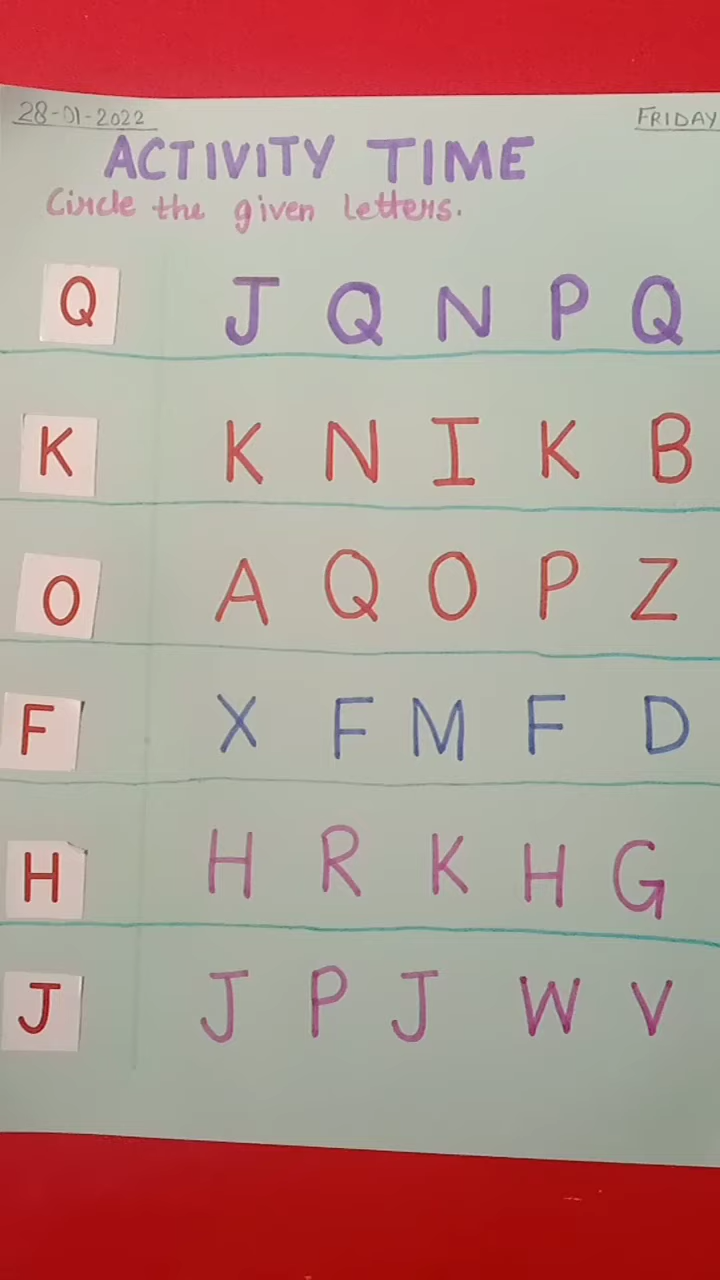 28-01-2022 FRIDAY
ACTIVITY TIME
Circle the given letters.
Q J Q N P Q
K K N I K B
O A Q O P Z
F X F M F D
H H R K H G
J J P J W V